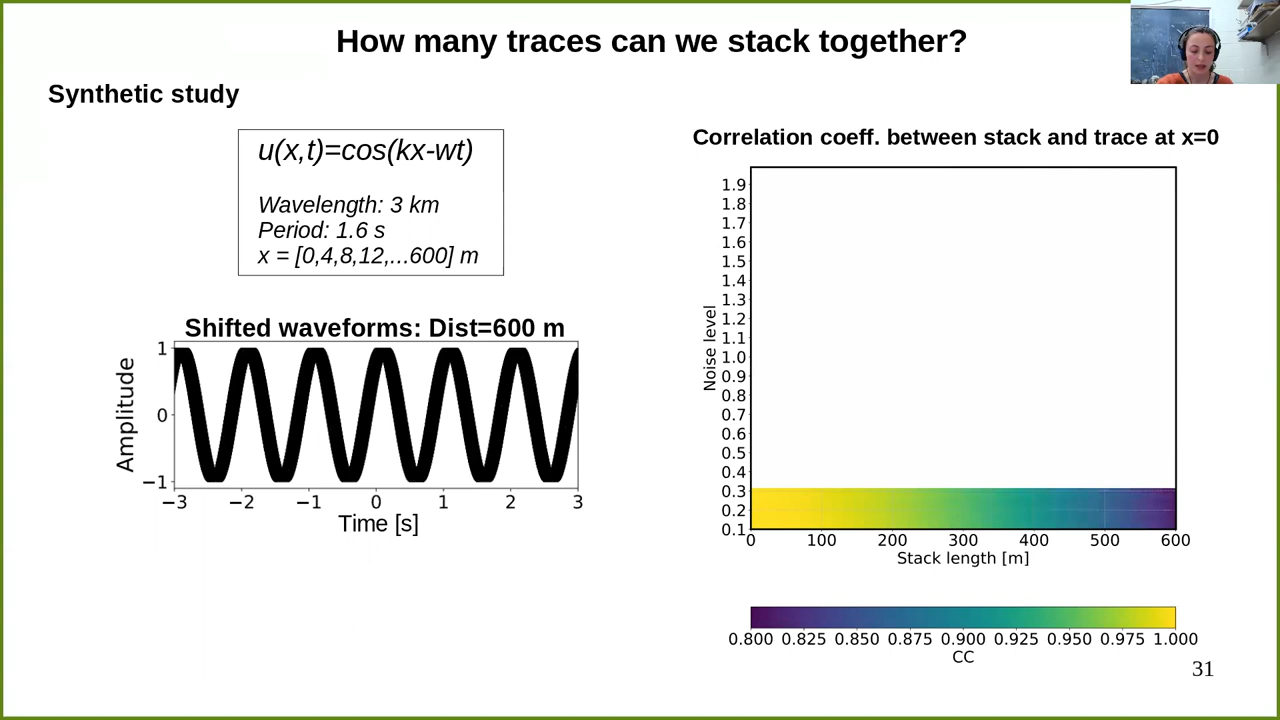 How many traces can we stack together?
Synthetic study
u(x,t)=cos(kx-wt)
Wavelength: 3 km
Period: 1.6 s
x = [0,4,8,12,...600] m
Shifted waveforms: Dist=600 m
Amplitude
1
0
−1
−3 −2 −1 0 1 2 3
Time [s]
Correlation coeff. between stack and trace at x=0
Noise level
1.9
1.8
1.7
1.6
1.5
1.4
1.3
1.2
1.1
1.0
0.9
0.8
0.7
0.6
0.5
0.4
0.3
0.2
0.1
0 100 200 300 400 500 600
Stack length [m]
0.800 0.825 0.850 0.875 0.900 0.925 0.950 0.975 1.000
CC
31